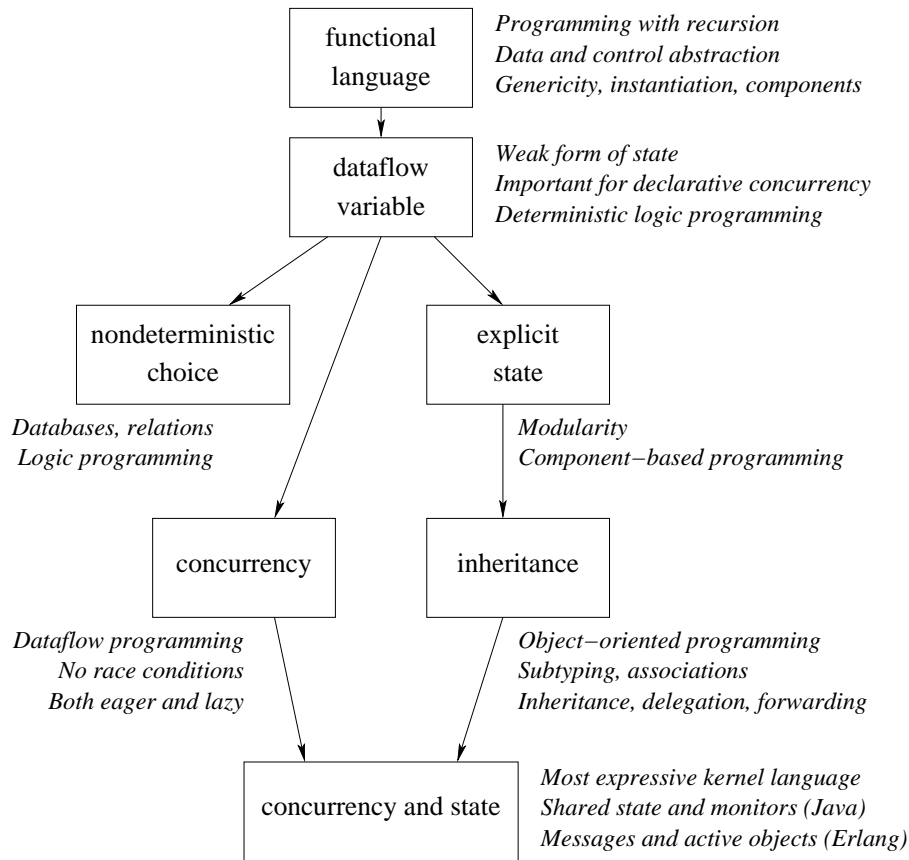 functional
language
Programming with recursion
Data and control abstraction
Genericity, instantiation, components
dataflow
variable
Weak form of state
Important for declarative concurrency
Deterministic logic programming
nondeterministic
choice
Databases, relations
Logic programming
explicit
state
Modularity
Component−based programming
concurrency
Dataflow programming
No race conditions
Both eager and lazy
inheritance
Object−oriented programming
Subtyping, associations
Inheritance, delegation, forwarding
concurrency and state
Most expressive kernel language
Shared state and monitors (Java)
Messages and active objects (Erlang)